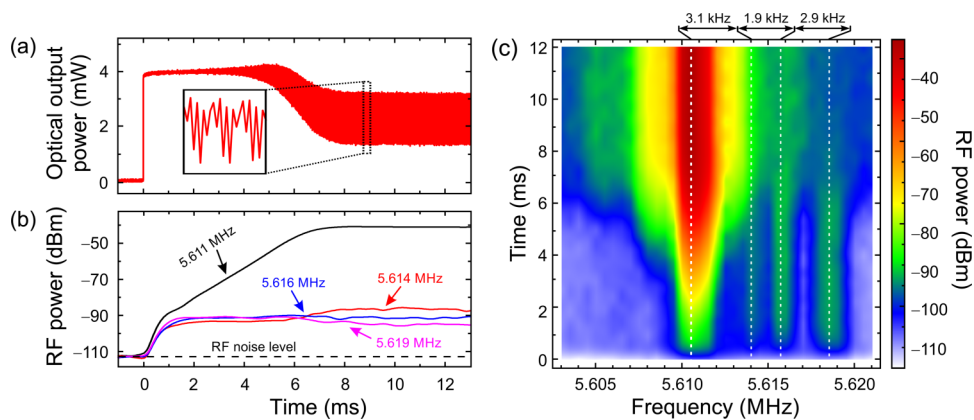 (a)
Optical output
power (mW)
4
2
0
(b)
RF power (dBm)
−50
−70
−90
−110
5.611 MHz
5.616 MHz
5.614 MHz
5.619 MHz
RF noise level
0 2 4 6 8 10 12
Time (ms)
3.1 kHz 1.9 kHz 2.9 kHz
(c)
Time (ms)
12
10
8
6
4
2
0
5.605 5.610 5.615 5.620
Frequency (MHz)
−40
−50
−60
−70
−80
−90
−100
−110
RF power (dBm)